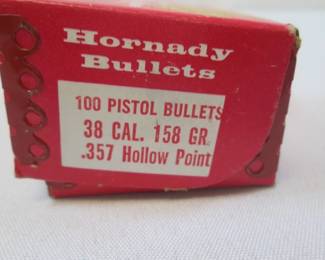 Hornady
Bullets
100 PISTOL BULLETS
38 CAL. 158 GR.
.357 Hollow Point